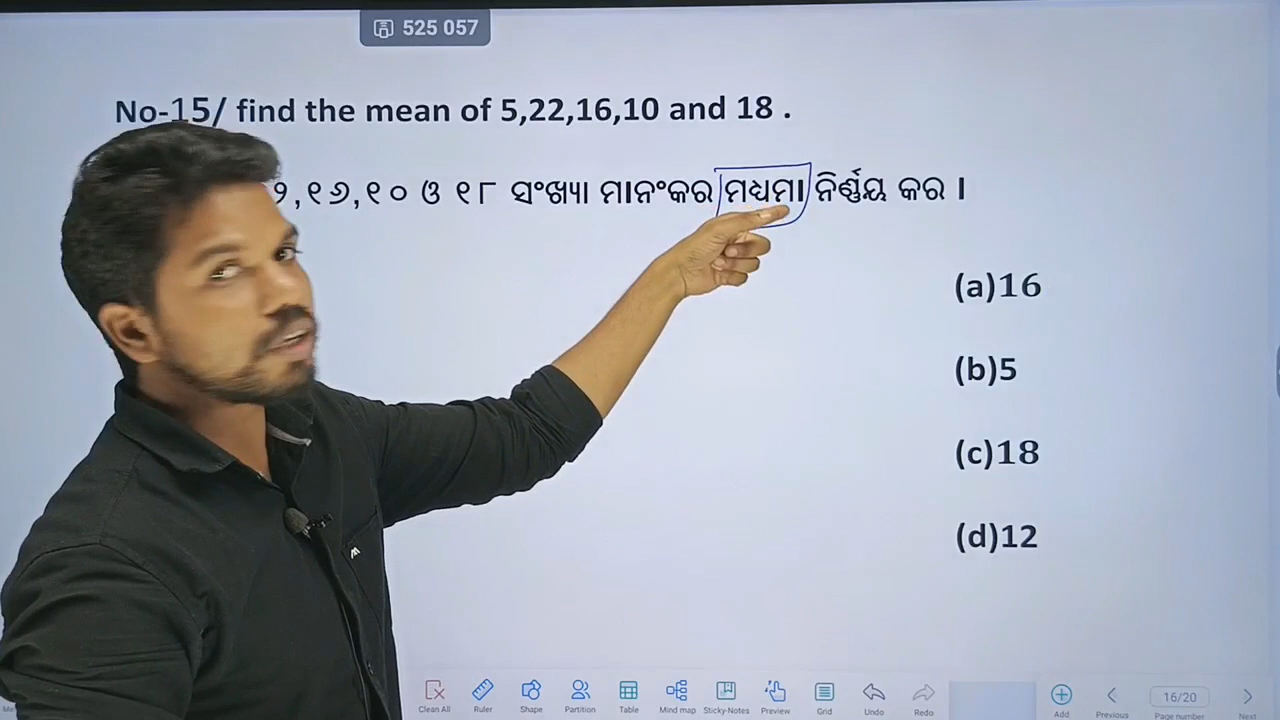 525 057
No-15/ find the mean of 5,22,16,10 and 18 .
୨,୧୬,୧୦ ଓ ୧୮ ସଂଖ୍ୟା ମାନଂକର ମଧ୍ୟମା ନିର୍ଣ୍ଣୟ କର ।
(a)16
(b)5
(c)18
(d)12
Clean All Ruler Shape Partition Table Mind map Sticky-Notes Preview Grid Undo Redo Add Previous 16/20 Page number Next